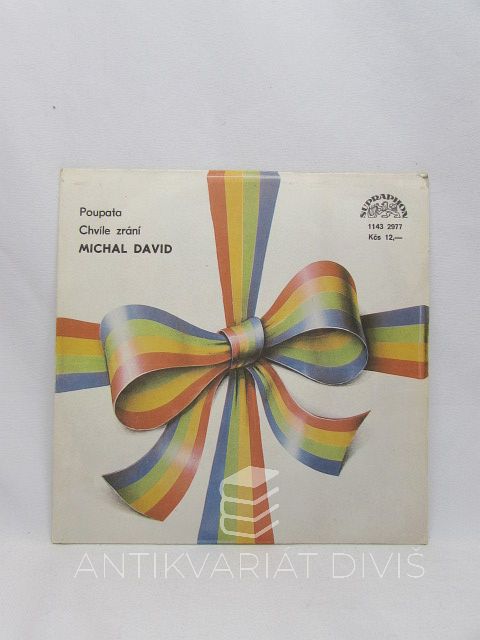 Poupata
Chvíle zrání
MICHAL DAVID
SUPRAPHON
1143 2977
Kčs 12,—
ANTIKVARIÁT DIVIŠ